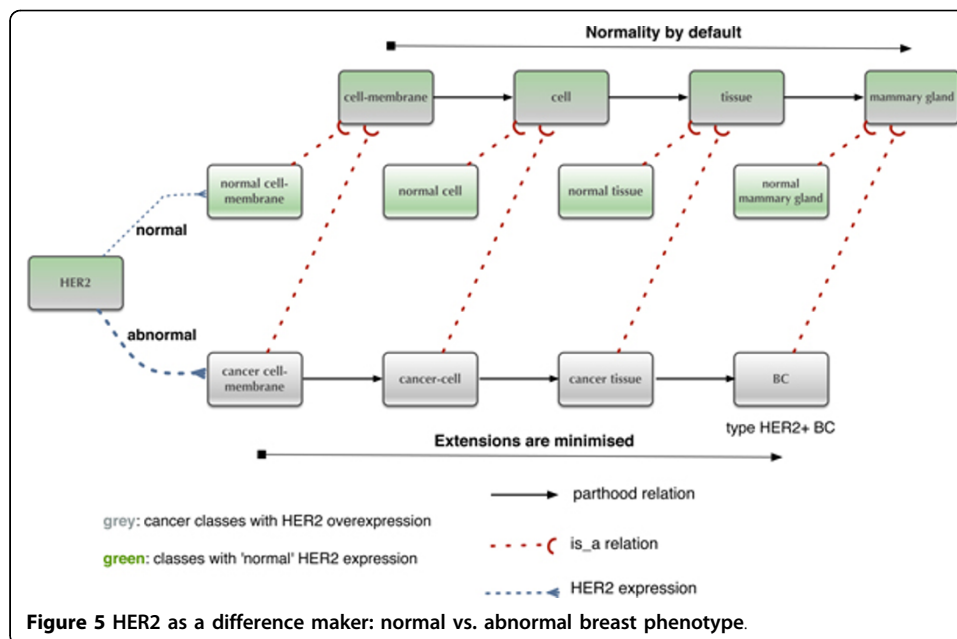 Normality by default
cell-membrane
cell
tissue
mammary gland
normal cell-
membrane
normal cell
normal tissue
normal
mammary gland
normal
HER2
abnormal
cancer cell-
membrane
cancer-cell
cancer tissue
BC
type HER2+ BC
Extensions are minimised
parthood relation
grey: cancer classes with HER2 overexpression
is_a relation
green: classes with 'normal' HER2 expression
HER2 expression
Figure 5 HER2 as a difference maker: normal vs. abnormal breast phenotype.